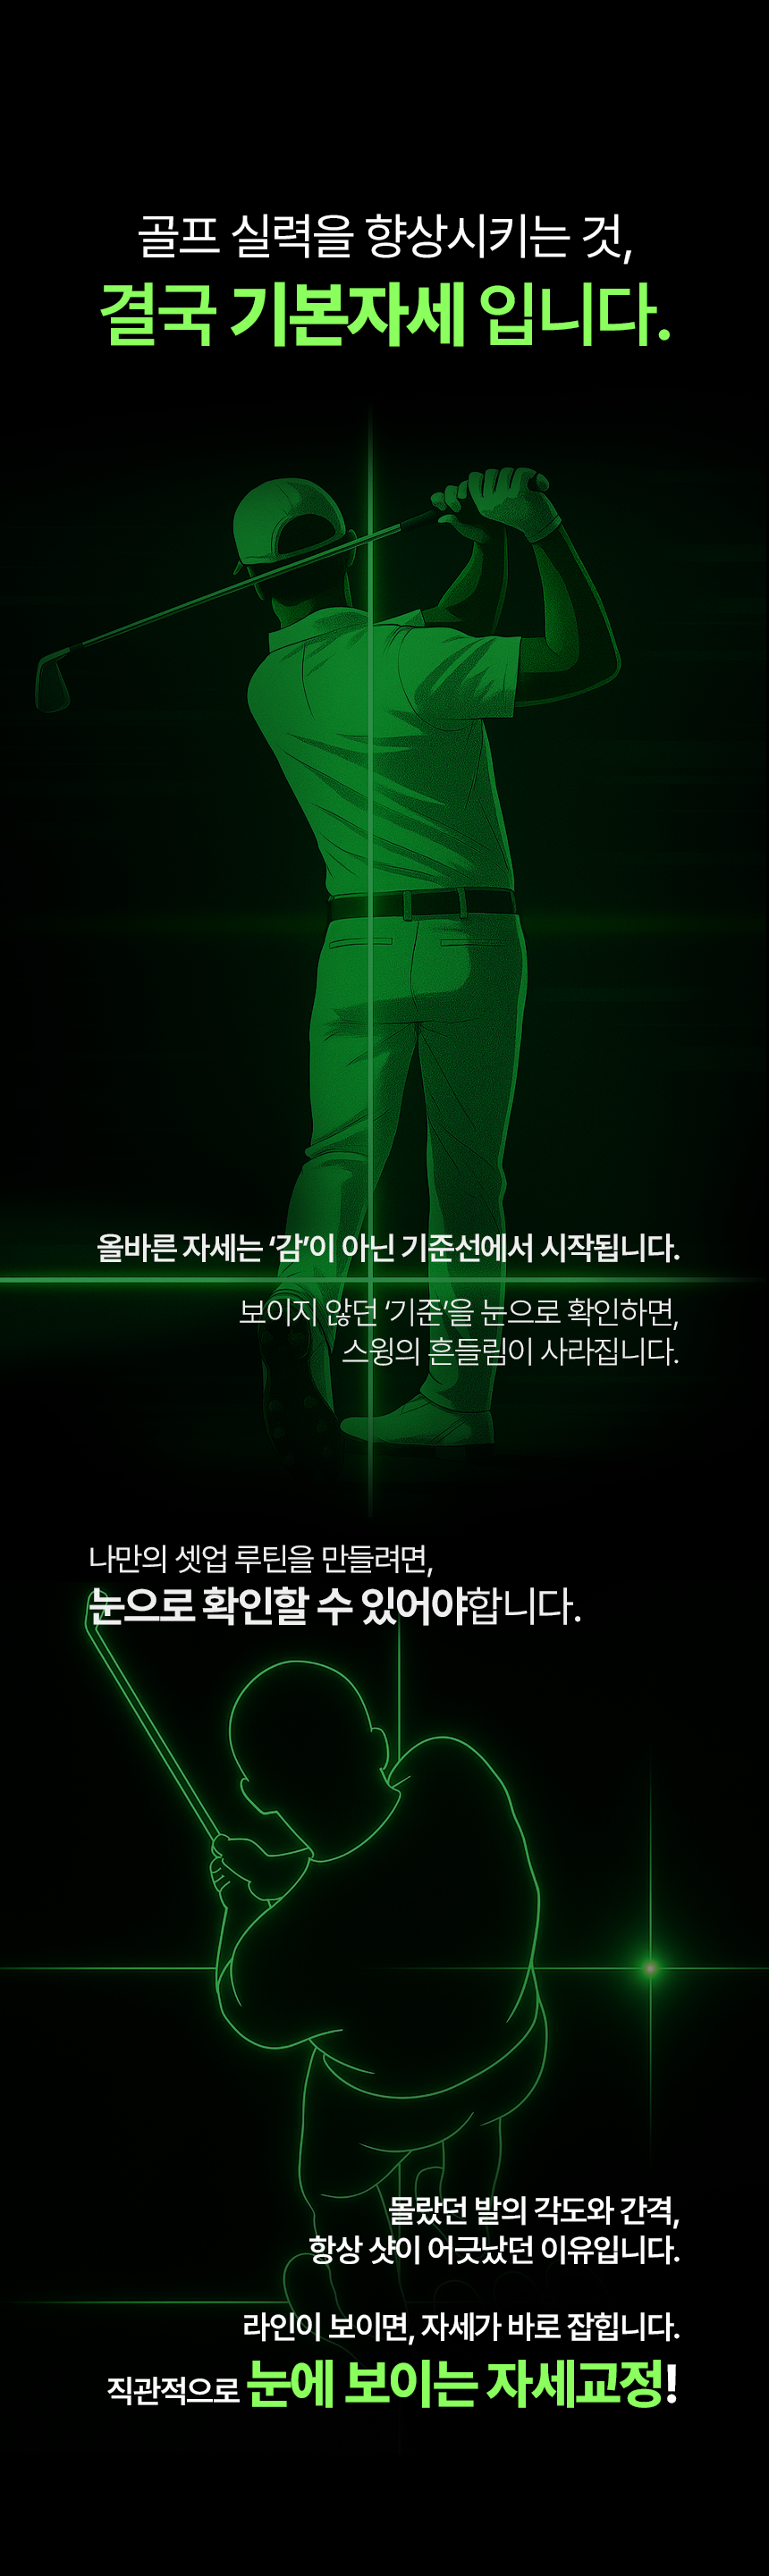 골프 실력을 향상시키는 것,
결국 기본자세 입니다.
올바른 자세는 ‘감’이 아닌 기준선에서 시작됩니다.
보이지 않던 ‘기준’을 눈으로 확인하면,
스윙의 흔들림이 사라집니다.
나만의 셋업 루틴을 만들려면,
눈으로 확인할 수 있어야합니다.
몰랐던 발의 각도와 간격,
항상 샷이 어긋났던 이유입니다.
라인이 보이면, 자세가 바로 잡힙니다.
직관적으로 눈에 보이는 자세교정!